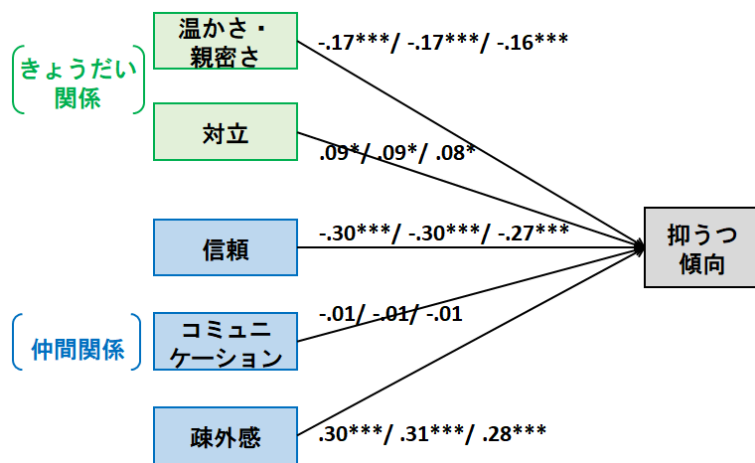 きょうだい
関係
温かさ・
親密さ
-.17***/ -.17***/ -.16***
対立
.09*/ .09*/ .08*
信頼
-.30***/ -.30***/ -.27***
抑うつ
傾向
仲間関係
コミュニ
ケーション
-.01/ -.01/ -.01
疎外感
.30***/ .31***/ .28***